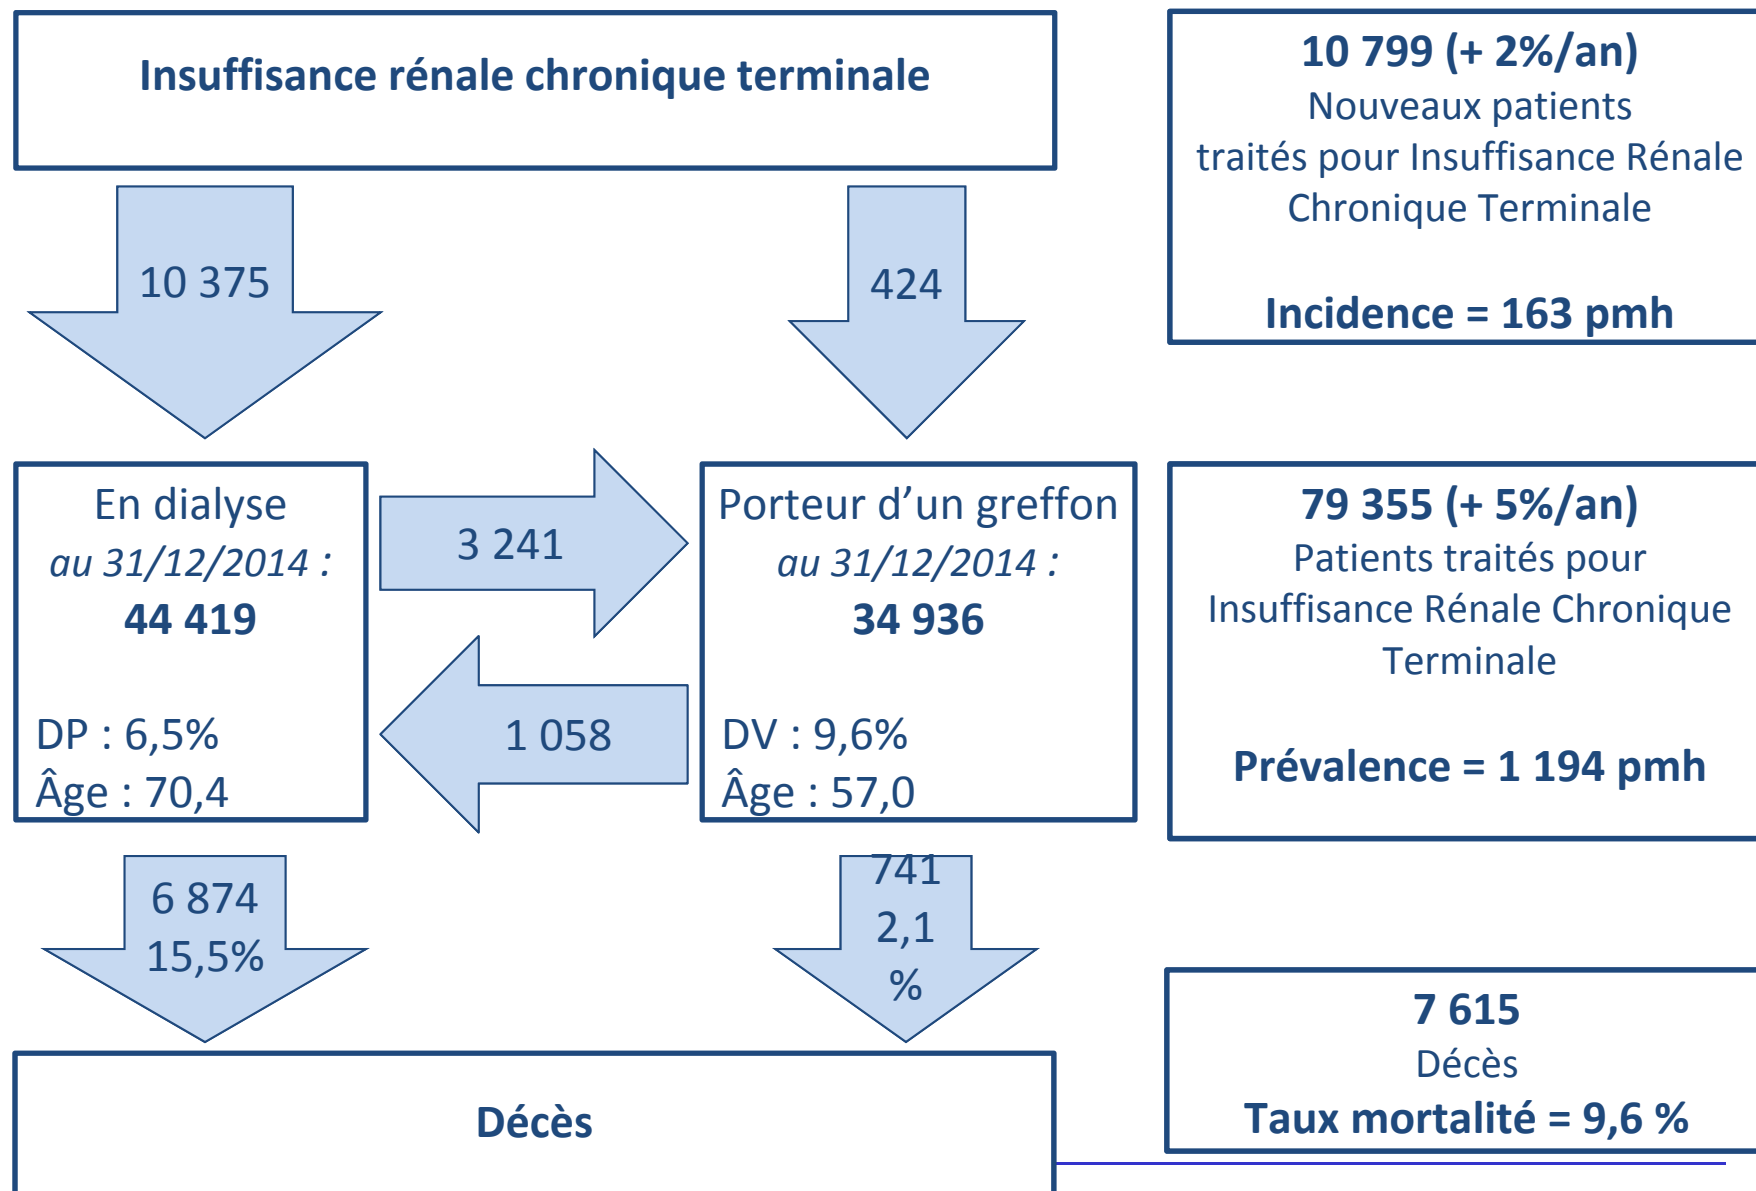 Insuffisance rénale chronique terminale
10 799 (+ 2%/an)
Nouveaux patients
traités pour Insuffisance Rénale
Chronique Terminale
Incidence = 163 pmh
10 375
424
En dialyse
au 31/12/2014 :
44 419
DP : 6,5%
Âge : 70,4
3 241
1 058
Porteur d’un greffon
au 31/12/2014 :
34 936
DV : 9,6%
Âge : 57,0
79 355 (+ 5%/an)
Patients traités pour
Insuffisance Rénale Chronique
Terminale
Prévalence = 1 194 pmh
6 874
15,5%
741
2,1
%
7 615
Décès
Taux mortalité = 9,6 %
Décès